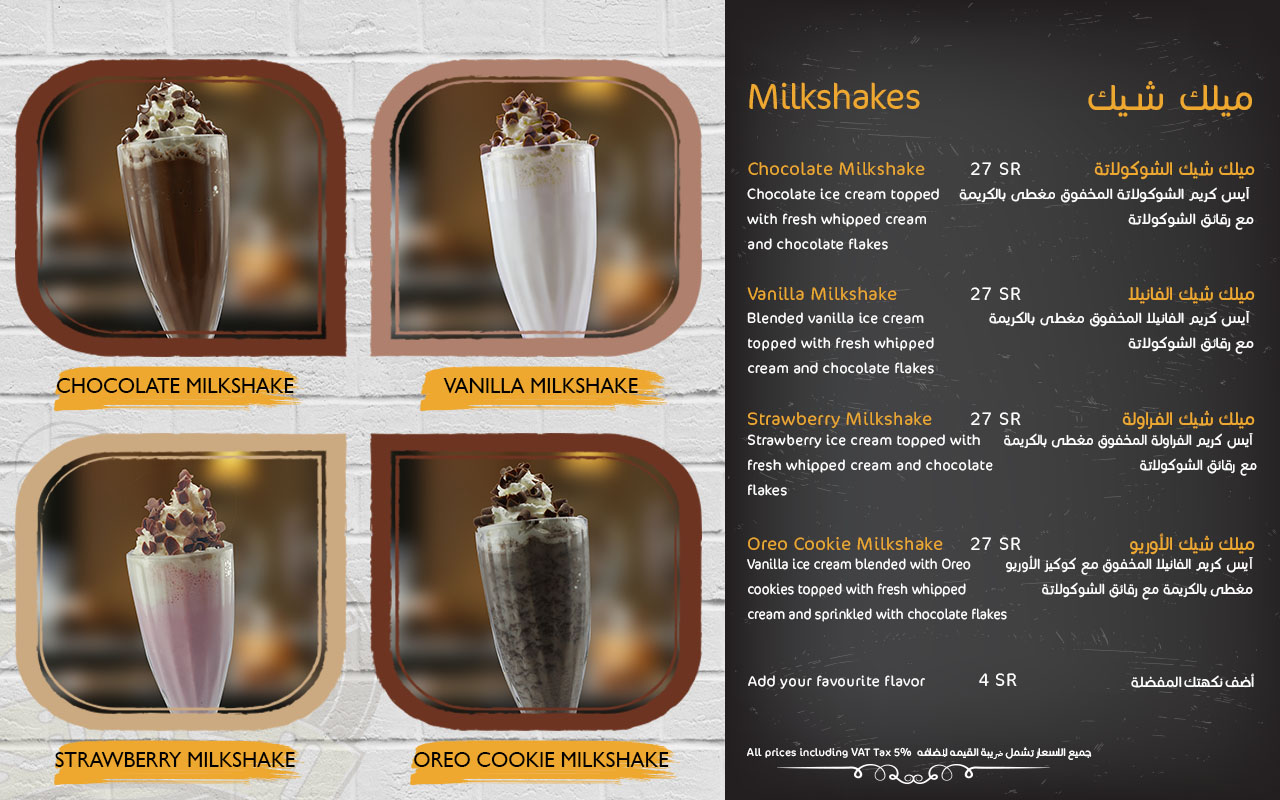 CHOCOLATE MILKSHAKE
VANILLA MILKSHAKE
STRAWBERRY MILKSHAKE
OREO COOKIE MILKSHAKE
Milkshakes
ميلك شيك
Chocolate Milkshake 27 SR ميلك شيك الشوكولاتة
Chocolate ice cream topped
with fresh whipped cream
and chocolate flakes
آيس كريم الشوكولاتة المخفوق مغطى بالكريمة
مع رقائق الشوكولاتة
Vanilla Milkshake 27 SR ميلك شيك الفانيلا
Blended vanilla ice cream
topped with fresh whipped
cream and chocolate flakes
آيس كريم الفانيلا المخفوق مغطى بالكريمة
مع رقائق الشوكولاتة
Strawberry Milkshake 27 SR ميلك شيك الفراولة
Strawberry ice cream topped with
fresh whipped cream and chocolate
flakes
آيس كريم الفراولة المخفوق مغطى بالكريمة
مع رقائق الشوكولاتة
Oreo Cookie Milkshake 27 SR ميلك شيك الأوريو
Vanilla ice cream blended with Oreo
cookies topped with fresh whipped
cream and sprinkled with chocolate flakes
آيس كريم الفانيلا المخفوق مع كوكيز الأوريو
مغطى بالكريمة مع رقائق الشوكولاتة
Add your favourite flavor 4 SR أضف نكهتك المفضلة
All prices including VAT Tax 5% جميع الاسعار تشمل ضريبة القيمه لاضافه